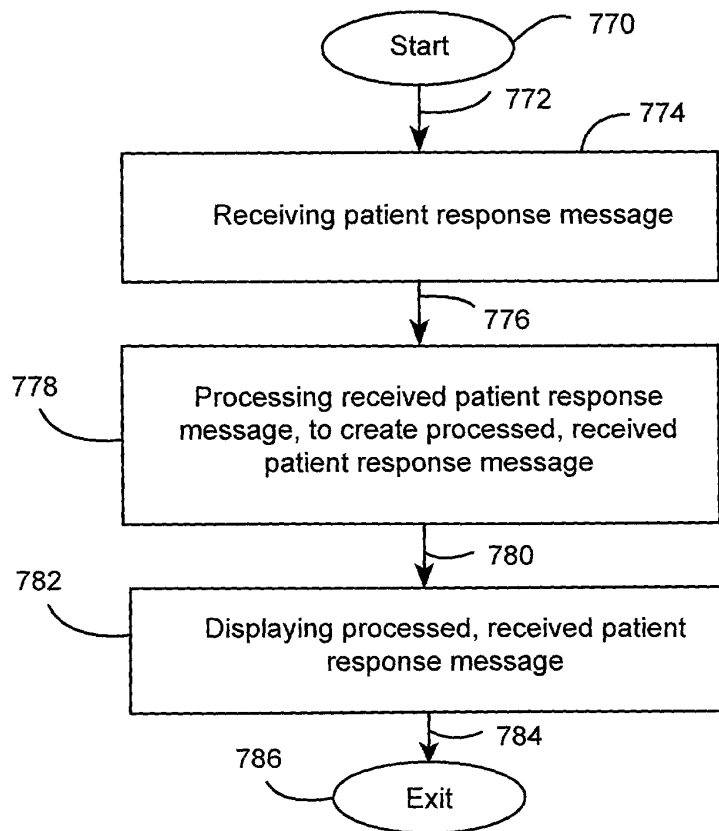 Start
770
772
774
Receiving patient response message
776
778
Processing received patient response
message, to create processed, received
patient response message
780
782
Displaying processed, received patient
response message
784
786
Exit